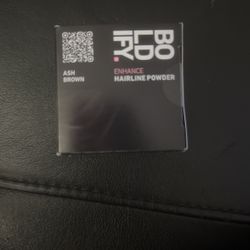 BO
LD
IFY.
ASH
BROWN
ENHANCE
HAIRLINE POWDER